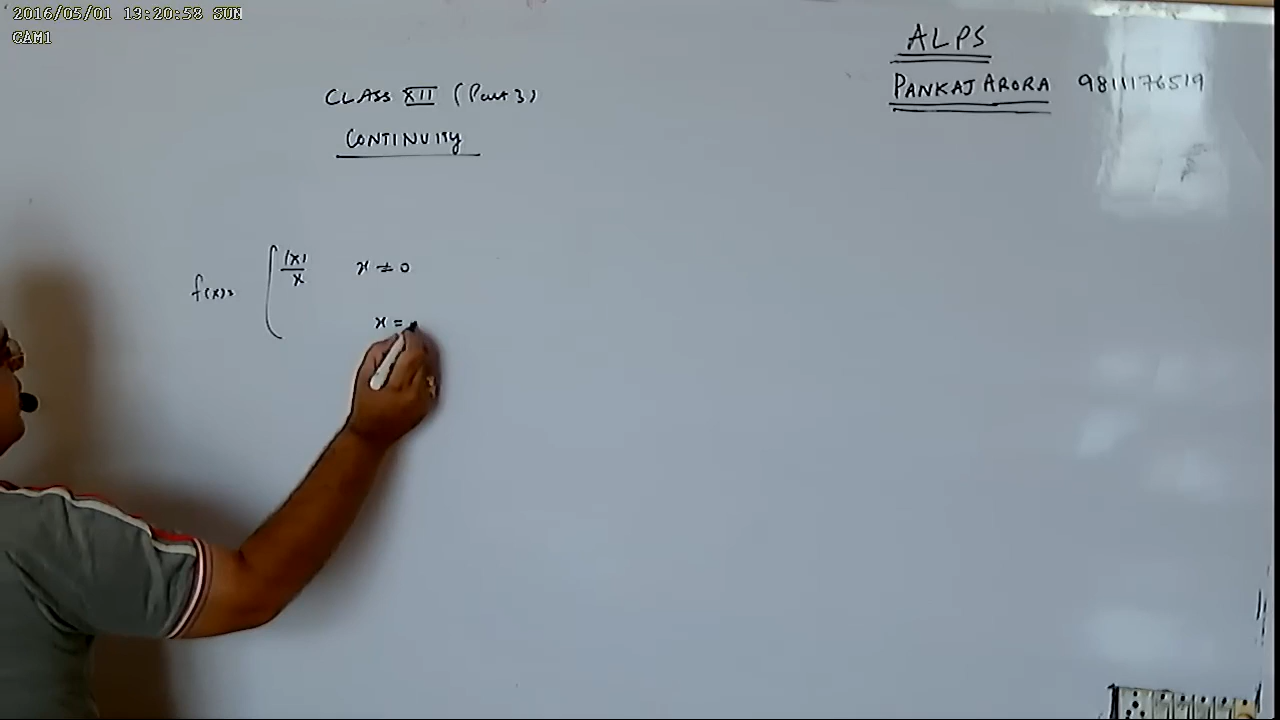 2016/05/01 13:20:58 SUN
CAM1
ALPS
PANKAJ ARORA 9811176519
CLASS XII (Part 3)
CONTINUITY
f(x)= { |x|/x x ≠ 0
x =